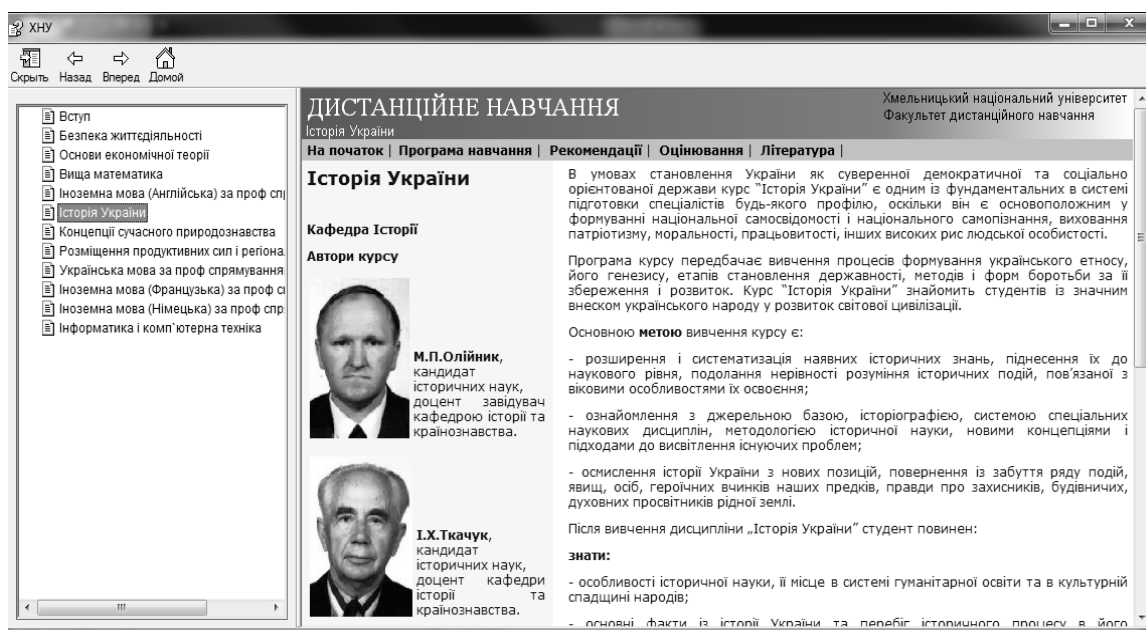 ХНУ
Скрыть Назад Вперед Домой
Вступ
Безпека життєдіяльності
Основи економічної теорії
Вища математика
Іноземна мова (Англійська) за проф спр
Історія України
Концепції сучасного природознавства
Розміщення продуктивних сил і регіона
Українська мова за проф спрямування
Іноземна мова (Французька) за проф с
Іноземна мова (Німецька) за проф спр
Інформатика і комп`ютерна техніка
ДИСТАНЦІЙНЕ НАВЧАННЯ
Історія України
Хмельницький національний університет
Факультет дистанційного навчання
На початок | Програма навчання | Рекомендації | Оцінювання | Література |
Історія України
Кафедра Історії
Автори курсу
М.П.Олійник,
кандидат
історичних наук,
доцент завідувач
кафедрою історії та
країнознавства.
І.Х.Ткачук,
кандидат
історичних наук,
доцент кафедри
історії та
країнознавства.
В умовах становлення України як суверенної демократичної та соціально
орієнтованої держави курс "Історія України" є одним із фундаментальних в системі
підготовки спеціалістів будь-якого профілю, оскільки він є основоположним у
формуванні національної самосвідомості і національного самопізнання, виховання
патріотизму, моральності, працьовитості, інших високих рис людської особистості.
Програма курсу передбачає вивчення процесів формування українського етносу,
його генезису, етапів становлення державності, методів і форм боротьби за її
збереження і розвиток. Курс "Історія України" знайомить студентів із значним
внеском українського народу у розвиток світової цивілізації.
Основною метою вивчення курсу є:
- розширення і систематизація наявних історичних знань, піднесення їх до
наукового рівня, подолання нерівності розуміння історичних подій, пов’язаної з
віковими особливостями їх освоєння;
- ознайомлення з джерельною базою, історіографією, системою спеціальних
наукових дисциплін, методологією історичної науки, новими концепціями і
підходами до висвітлення існуючих проблем;
- осмислення історії України з нових позицій, повернення із забуття ряду подій,
явищ, осіб, героїчних вчинків наших предків, правди про захисників, будівничих,
духовних просвітників рідної землі.
Після вивчення дисципліни „Історія України” студент повинен:
знати:
- особливості історичної науки, її місце в системі гуманітарної освіти та в культурній
спадщині народів;
- основні факти із історії України та перебіг історичного процесу в його